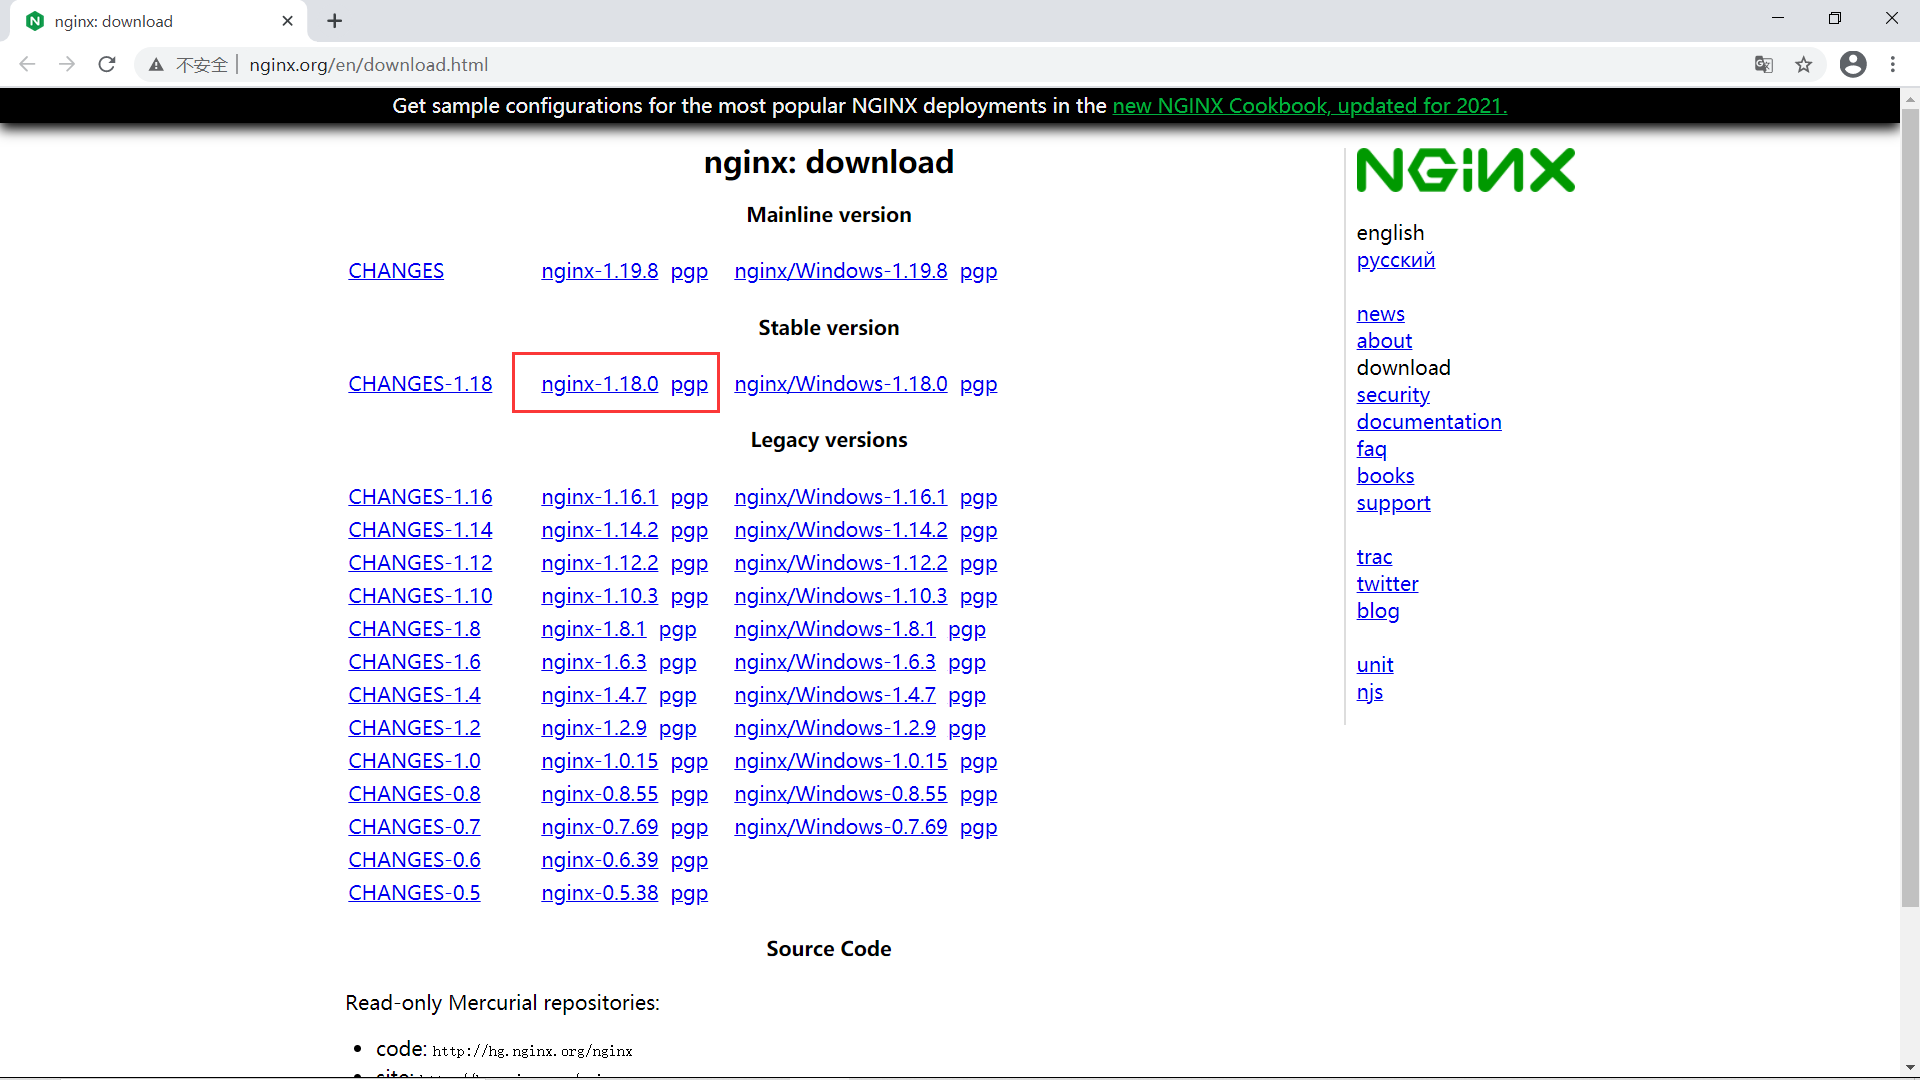 nginx: download
不安全 | nginx.org/en/download.html
Get sample configurations for the most popular NGINX deployments in the new NGINX Cookbook, updated for 2021.
nginx: download
Mainline version
CHANGES nginx-1.19.8 pgp nginx/Windows-1.19.8 pgp
Stable version
CHANGES-1.18 nginx-1.18.0 pgp nginx/Windows-1.18.0 pgp
Legacy versions
CHANGES-1.16 nginx-1.16.1 pgp nginx/Windows-1.16.1 pgp
CHANGES-1.14 nginx-1.14.2 pgp nginx/Windows-1.14.2 pgp
CHANGES-1.12 nginx-1.12.2 pgp nginx/Windows-1.12.2 pgp
CHANGES-1.10 nginx-1.10.3 pgp nginx/Windows-1.10.3 pgp
CHANGES-1.8 nginx-1.8.1 pgp nginx/Windows-1.8.1 pgp
CHANGES-1.6 nginx-1.6.3 pgp nginx/Windows-1.6.3 pgp
CHANGES-1.4 nginx-1.4.7 pgp nginx/Windows-1.4.7 pgp
CHANGES-1.2 nginx-1.2.9 pgp nginx/Windows-1.2.9 pgp
CHANGES-1.0 nginx-1.0.15 pgp nginx/Windows-1.0.15 pgp
CHANGES-0.8 nginx-0.8.55 pgp nginx/Windows-0.8.55 pgp
CHANGES-0.7 nginx-0.7.69 pgp nginx/Windows-0.7.69 pgp
CHANGES-0.6 nginx-0.6.39 pgp
CHANGES-0.5 nginx-0.5.38 pgp
Source Code
Read-only Mercurial repositories:
• code: http://hg.nginx.org/nginx
NGINX
english
русский
news
about
download
security
documentation
faq
books
support
trac
twitter
blog
unit
njs